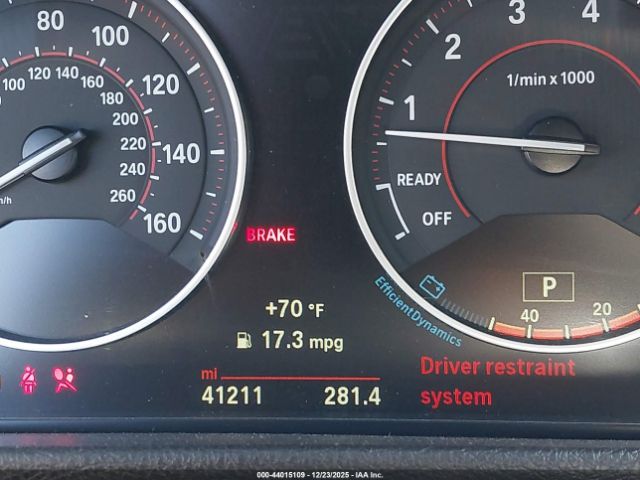 80
100
120
140
160
100 120 140
160
180
200
220
240
260
BRAKE
+70 °F
17.3 mpg
mi
41211 281.4
1
2
3
4
1/min x 1000
READY
OFF
EfficientDynamics
P
40 20
Driver restraint
system
000-44015109 - 12/23/2025 - IAA Inc.